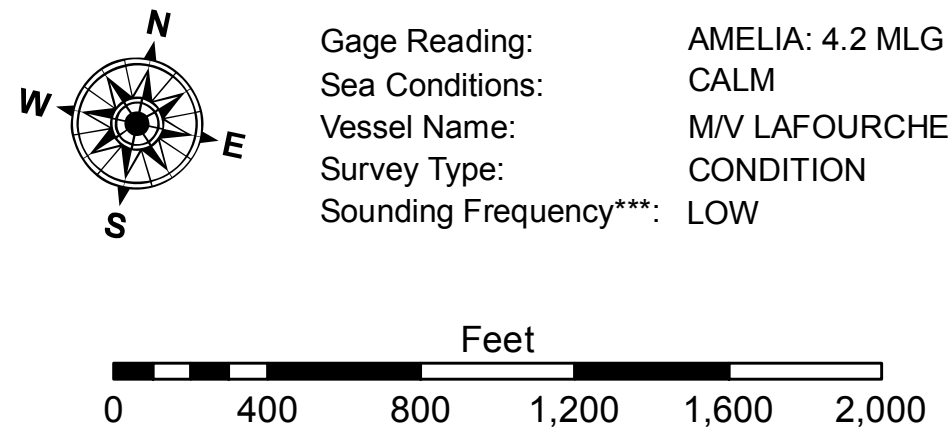 N
W
E
S
Gage Reading: AMELIA: 4.2 MLG
Sea Conditions: CALM
Vessel Name: M/V LAFOURCHE
Survey Type: CONDITION
Sounding Frequency***: LOW
Feet
0 400 800 1,200 1,600 2,000